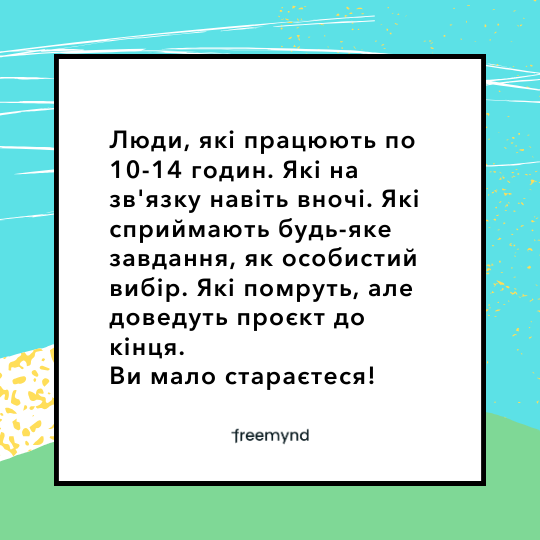 Люди, які працюють по
10-14 годин. Які на
зв'язку навіть вночі. Які
сприймають будь-яке
завдання, як особистий
вибір. Які помруть, але
доведуть проєкт до
кінця.
Ви мало стараєтеся!
freemynd